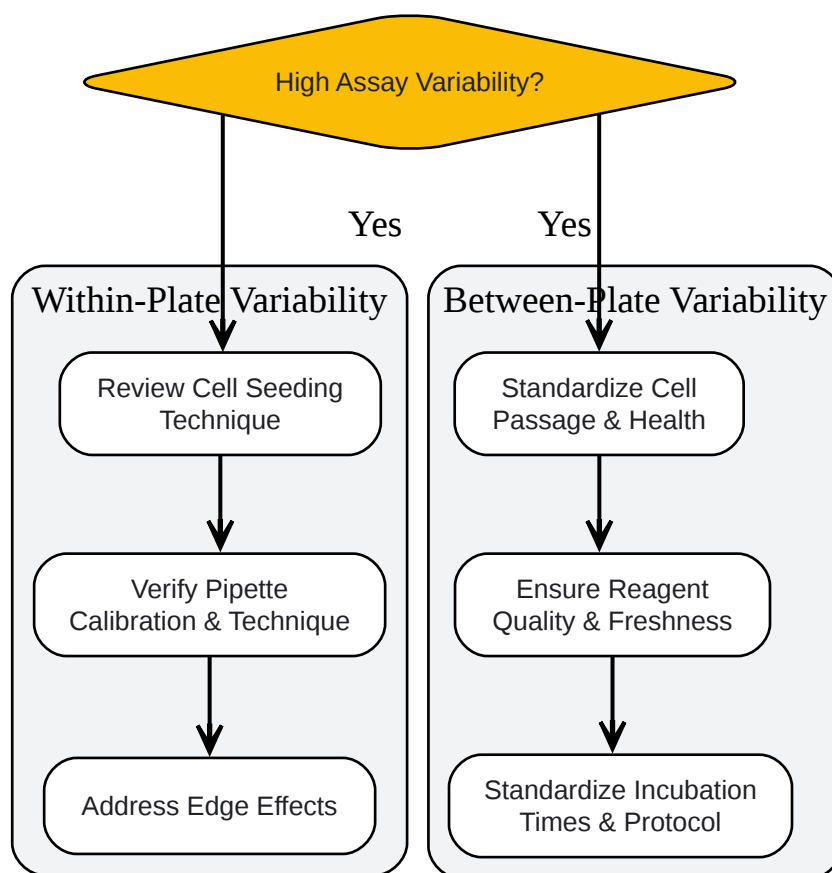 High Assay Variability?
Yes
Yes
Within-Plate Variability
Review Cell Seeding
Technique
Verify Pipette
Calibration & Technique
Address Edge Effects
Between-Plate Variability
Standardize Cell
Passage & Health
Ensure Reagent
Quality & Freshness
Standardize Incubation
Times & Protocol